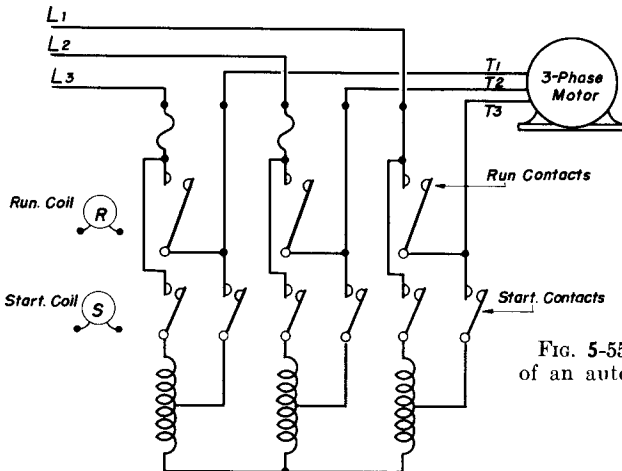 L1
L2
L3
T1
T2
T3
3-Phase
Motor
Run Contacts
Run. Coil
R
Start. Coil
S
Start. Contacts
FIG. 5-55
of an auto